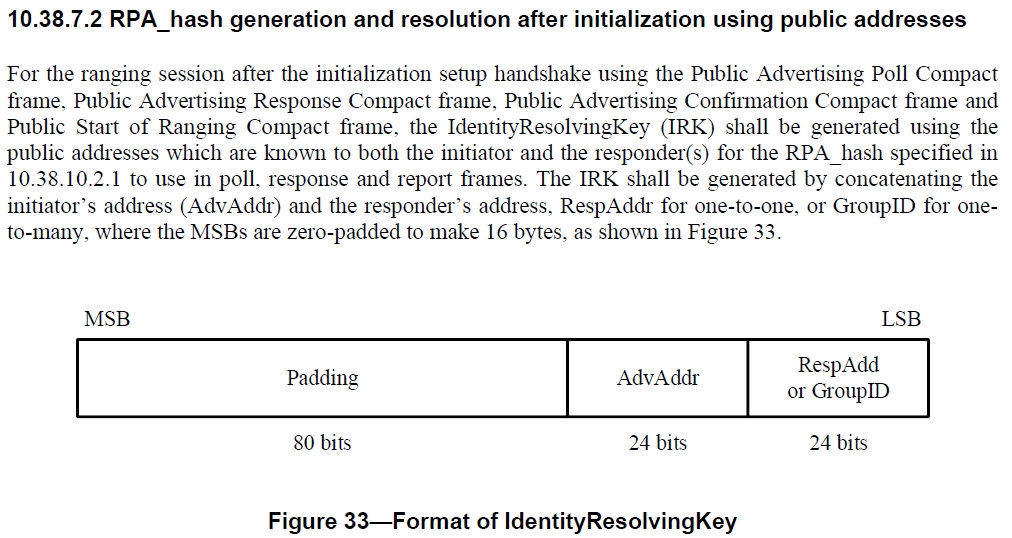 10.38.7.2 RPA_hash generation and resolution after initialization using public addresses
For the ranging session after the initialization setup handshake using the Public Advertising Poll Compact
frame, Public Advertising Response Compact frame, Public Advertising Confirmation Compact frame and
Public Start of Ranging Compact frame, the IdentityResolvingKey (IRK) shall be generated using the
public addresses which are known to both the initiator and the responder(s) for the RPA_hash specified in
10.38.10.2.1 to use in poll, response and report frames. The IRK shall be generated by concatenating the
initiator’s address (AdvAddr) and the responder’s address, RespAddr for one-to-one, or GroupID for one-
to-many, where the MSBs are zero-padded to make 16 bytes, as shown in Figure 33.
MSB LSB
Padding AdvAddr RespAdd
or GroupID
80 bits 24 bits 24 bits
Figure 33—Format of IdentityResolvingKey